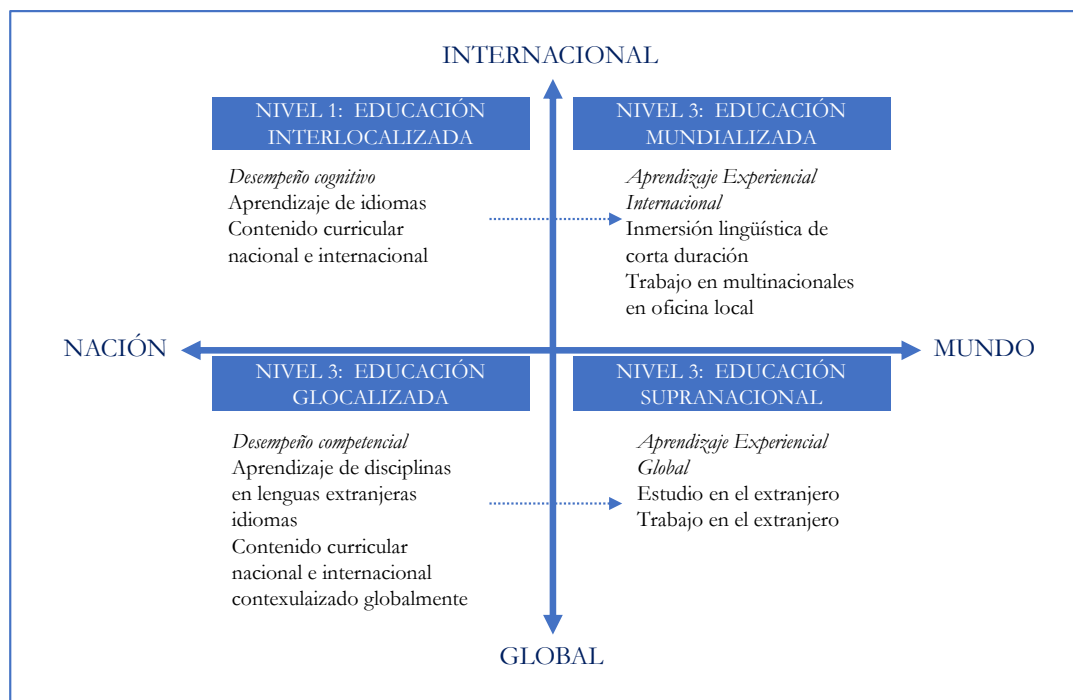 INTERNACIONAL
NIVEL 1: EDUCACIÓN
INTERLOCALIZADA
Desempeño cognitivo
Aprendizaje de idiomas
Contenido curricular
nacional e internacional
NIVEL 3: EDUCACIÓN
MUNDIALIZADA
Aprendizaje Experiencial
Internacional
Inmersión lingüística de
corta duración
Trabajo en multinacionales
en oficina local
NACIÓN
MUNDO
NIVEL 3: EDUCACIÓN
GLOCALIZADA
Desempeño competencial
Aprendizaje de disciplinas
en lenguas extranjeras
idiomas
Contenido curricular
nacional e internacional
contexulaizado globalmente
NIVEL 3: EDUCACIÓN
SUPRANACIONAL
Aprendizaje Experiencial
Global
Estudio en el extranjero
Trabajo en el extranjero
GLOBAL